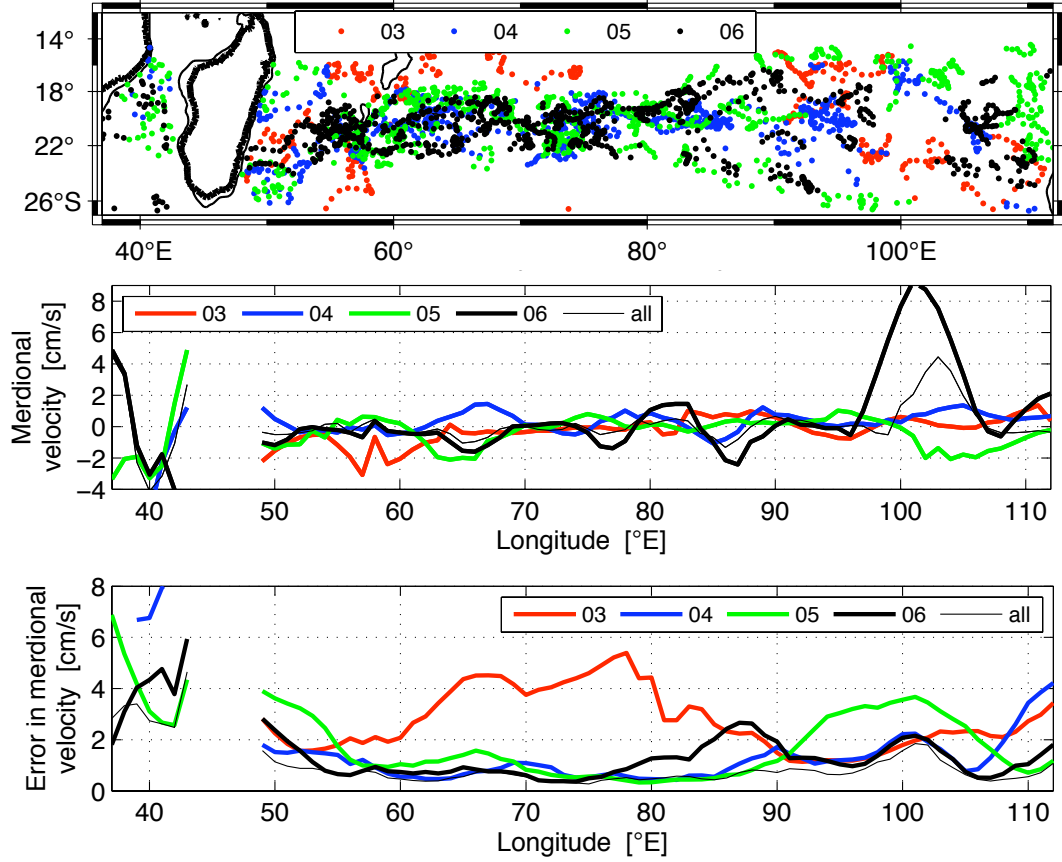 03 04 05 06
14°
18°
22°
26°S
40°E 60° 80° 100°E
03 04 05 06 all
Merdional
velocity [cm/s]
8
6
4
2
0
−2
−4
40 50 60 70 80 90 100 110
Longitude [°E]
03 04 05 06 all
Error in merdional
velocity [cm/s]
8
6
4
2
0
40 50 60 70 80 90 100 110
Longitude [°E]